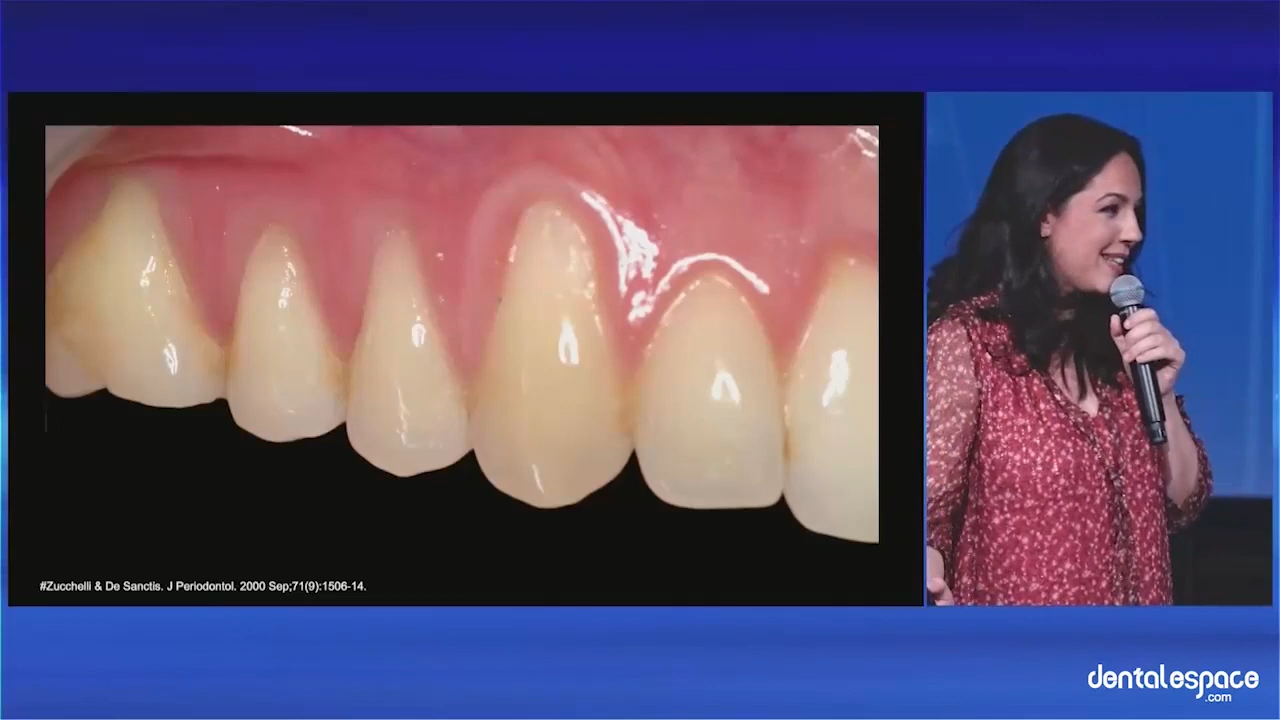 #Zucchelli & De Sanctis. J Periodontol. 2000 Sep;71(9):1506-14.
dentalespace
.com